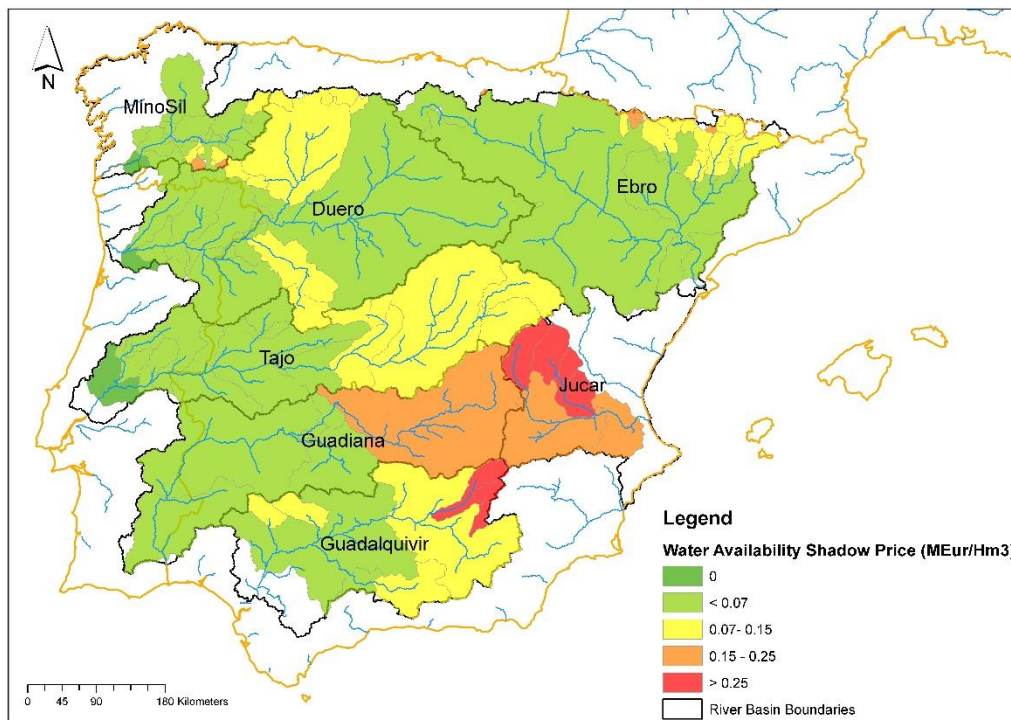 N
MinoSil
Duero
Ebro
Tajo
Jucar
Guadiana
Guadalquivir
Legend
Water Availability Shadow Price (MEur/Hm3)
0
< 0.07
0.07- 0.15
0.15 - 0.25
> 0.25
River Basin Boundaries
0 45 90 180 Kilometers